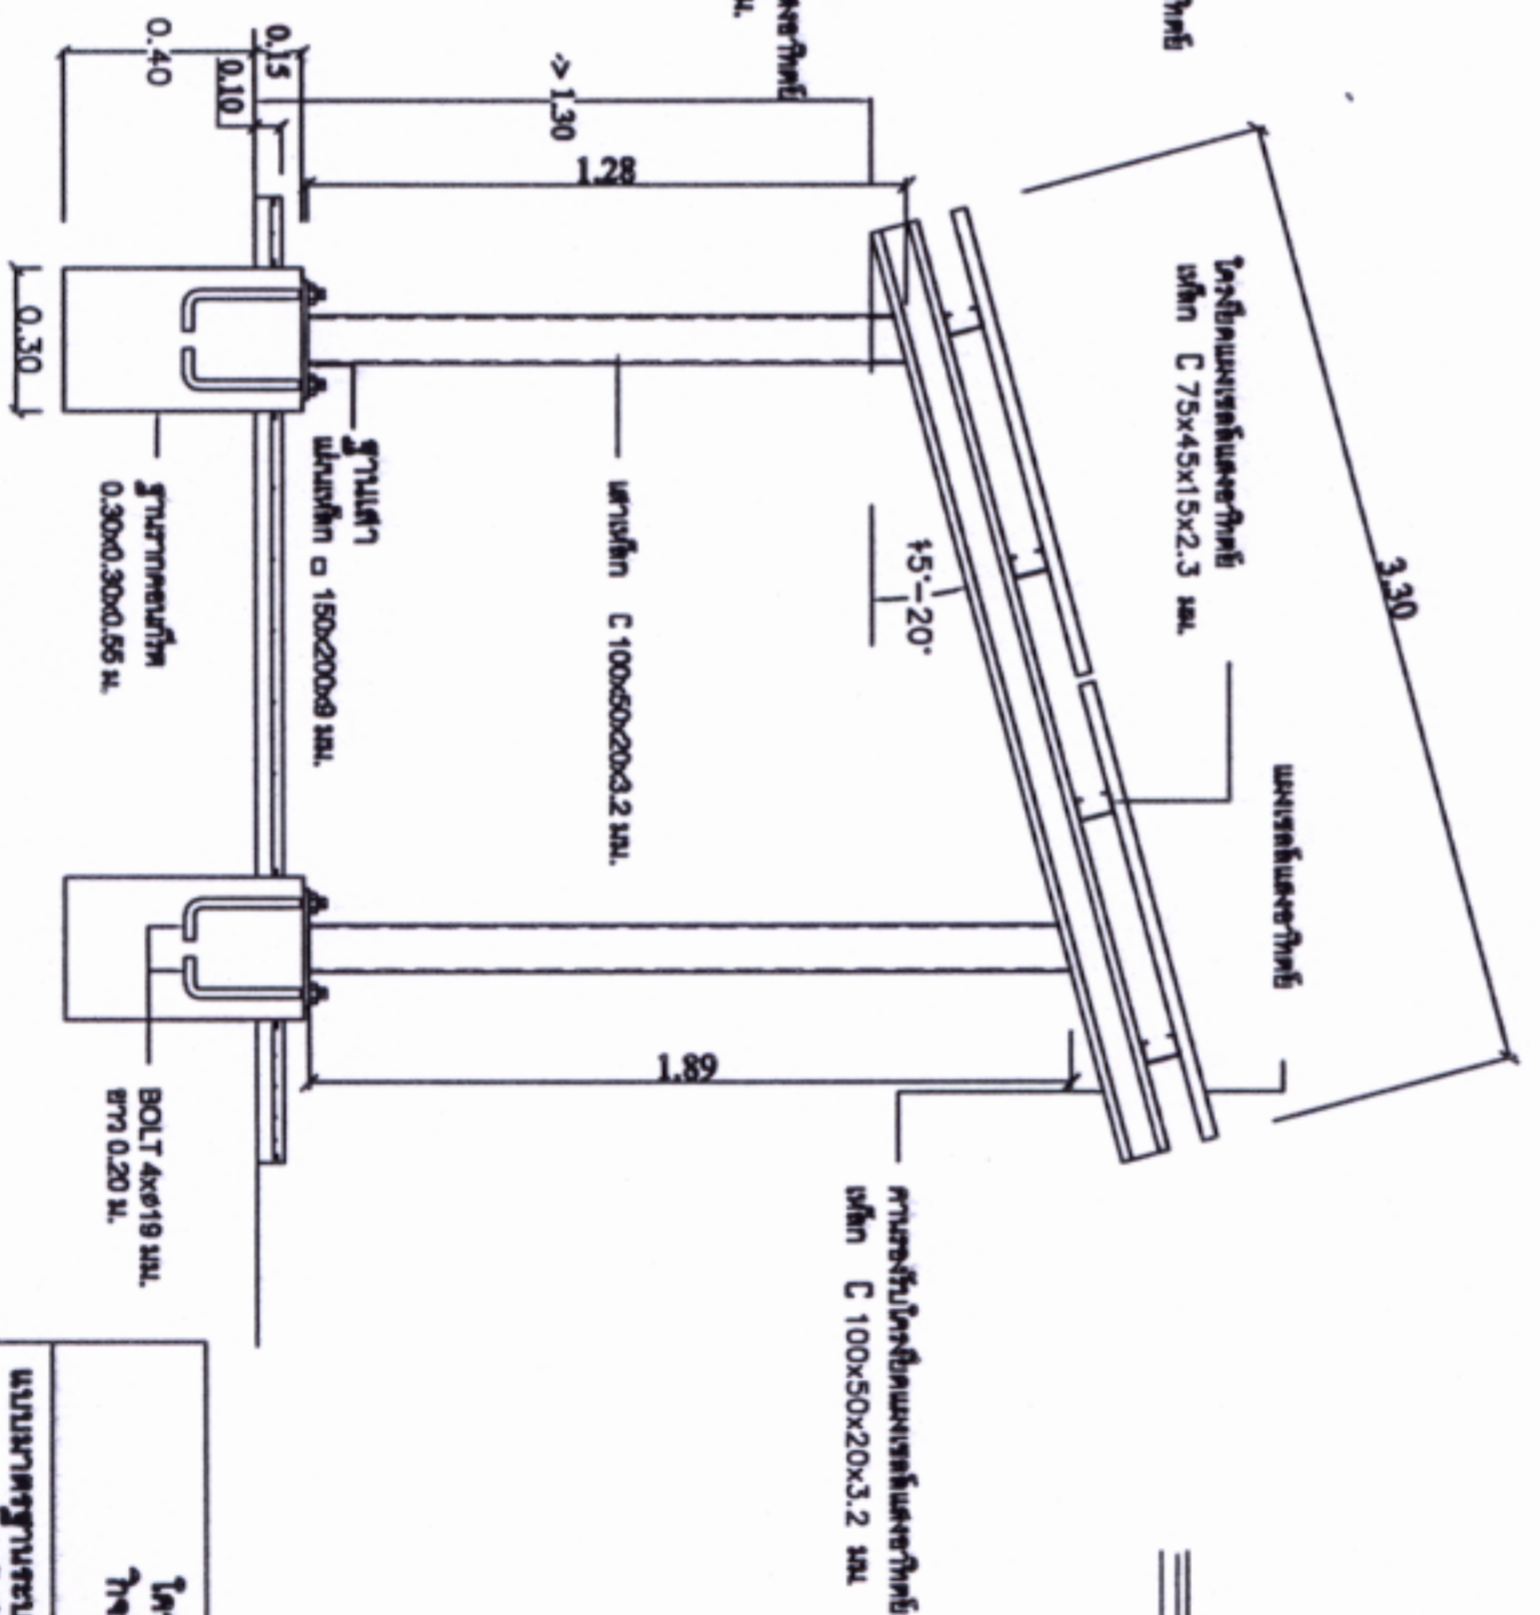 3.30
แผงเซลล์แสงอาทิตย์
โครงยึดแผงเซลล์แสงอาทิตย์
เหล็ก C 75x45x15x2.3 มม.
15°-20°
คานรองรับโครงยึดแผงเซลล์แสงอาทิตย์
เหล็ก C 100x50x20x3.2 มม
1.28
-> 1.30
1.89
เสาเหล็ก C 100x50x20x3.2 มม.
ฐานเสา
แผ่นเหล็ก 150x200x9 มม.
0.15
0.10
0.40
ฐานรากคอนกรีต
0.30x0.30x0.55 ม.
BOLT 4xø19 มม.
ยาว 0.20 ม.
0.30